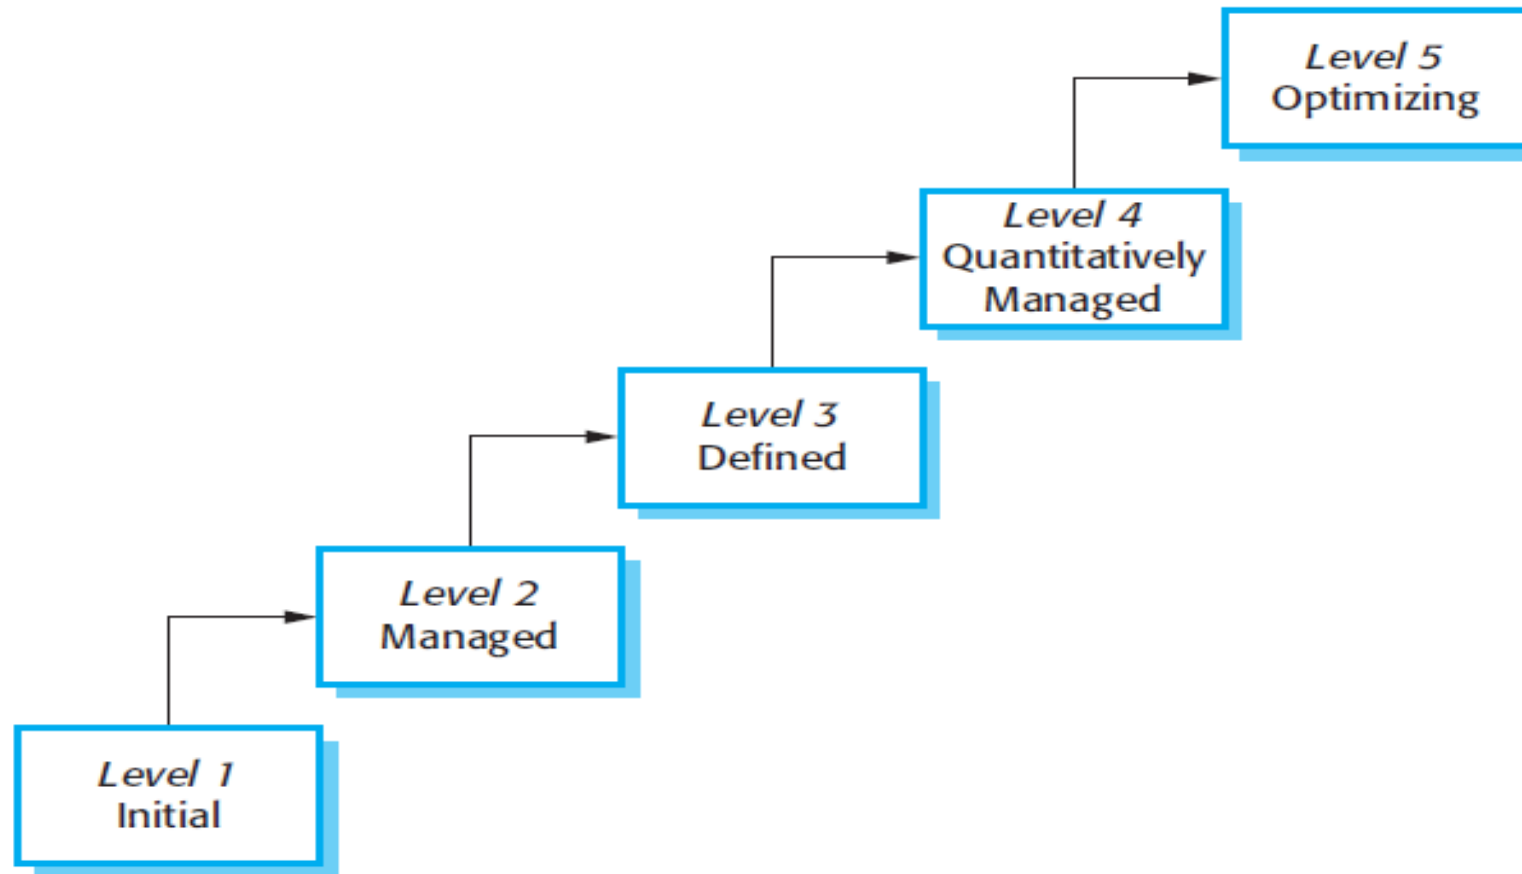 Level 5
Optimizing
Level 4
Quantitatively
Managed
Level 3
Defined
Level 2
Managed
Level 1
Initial